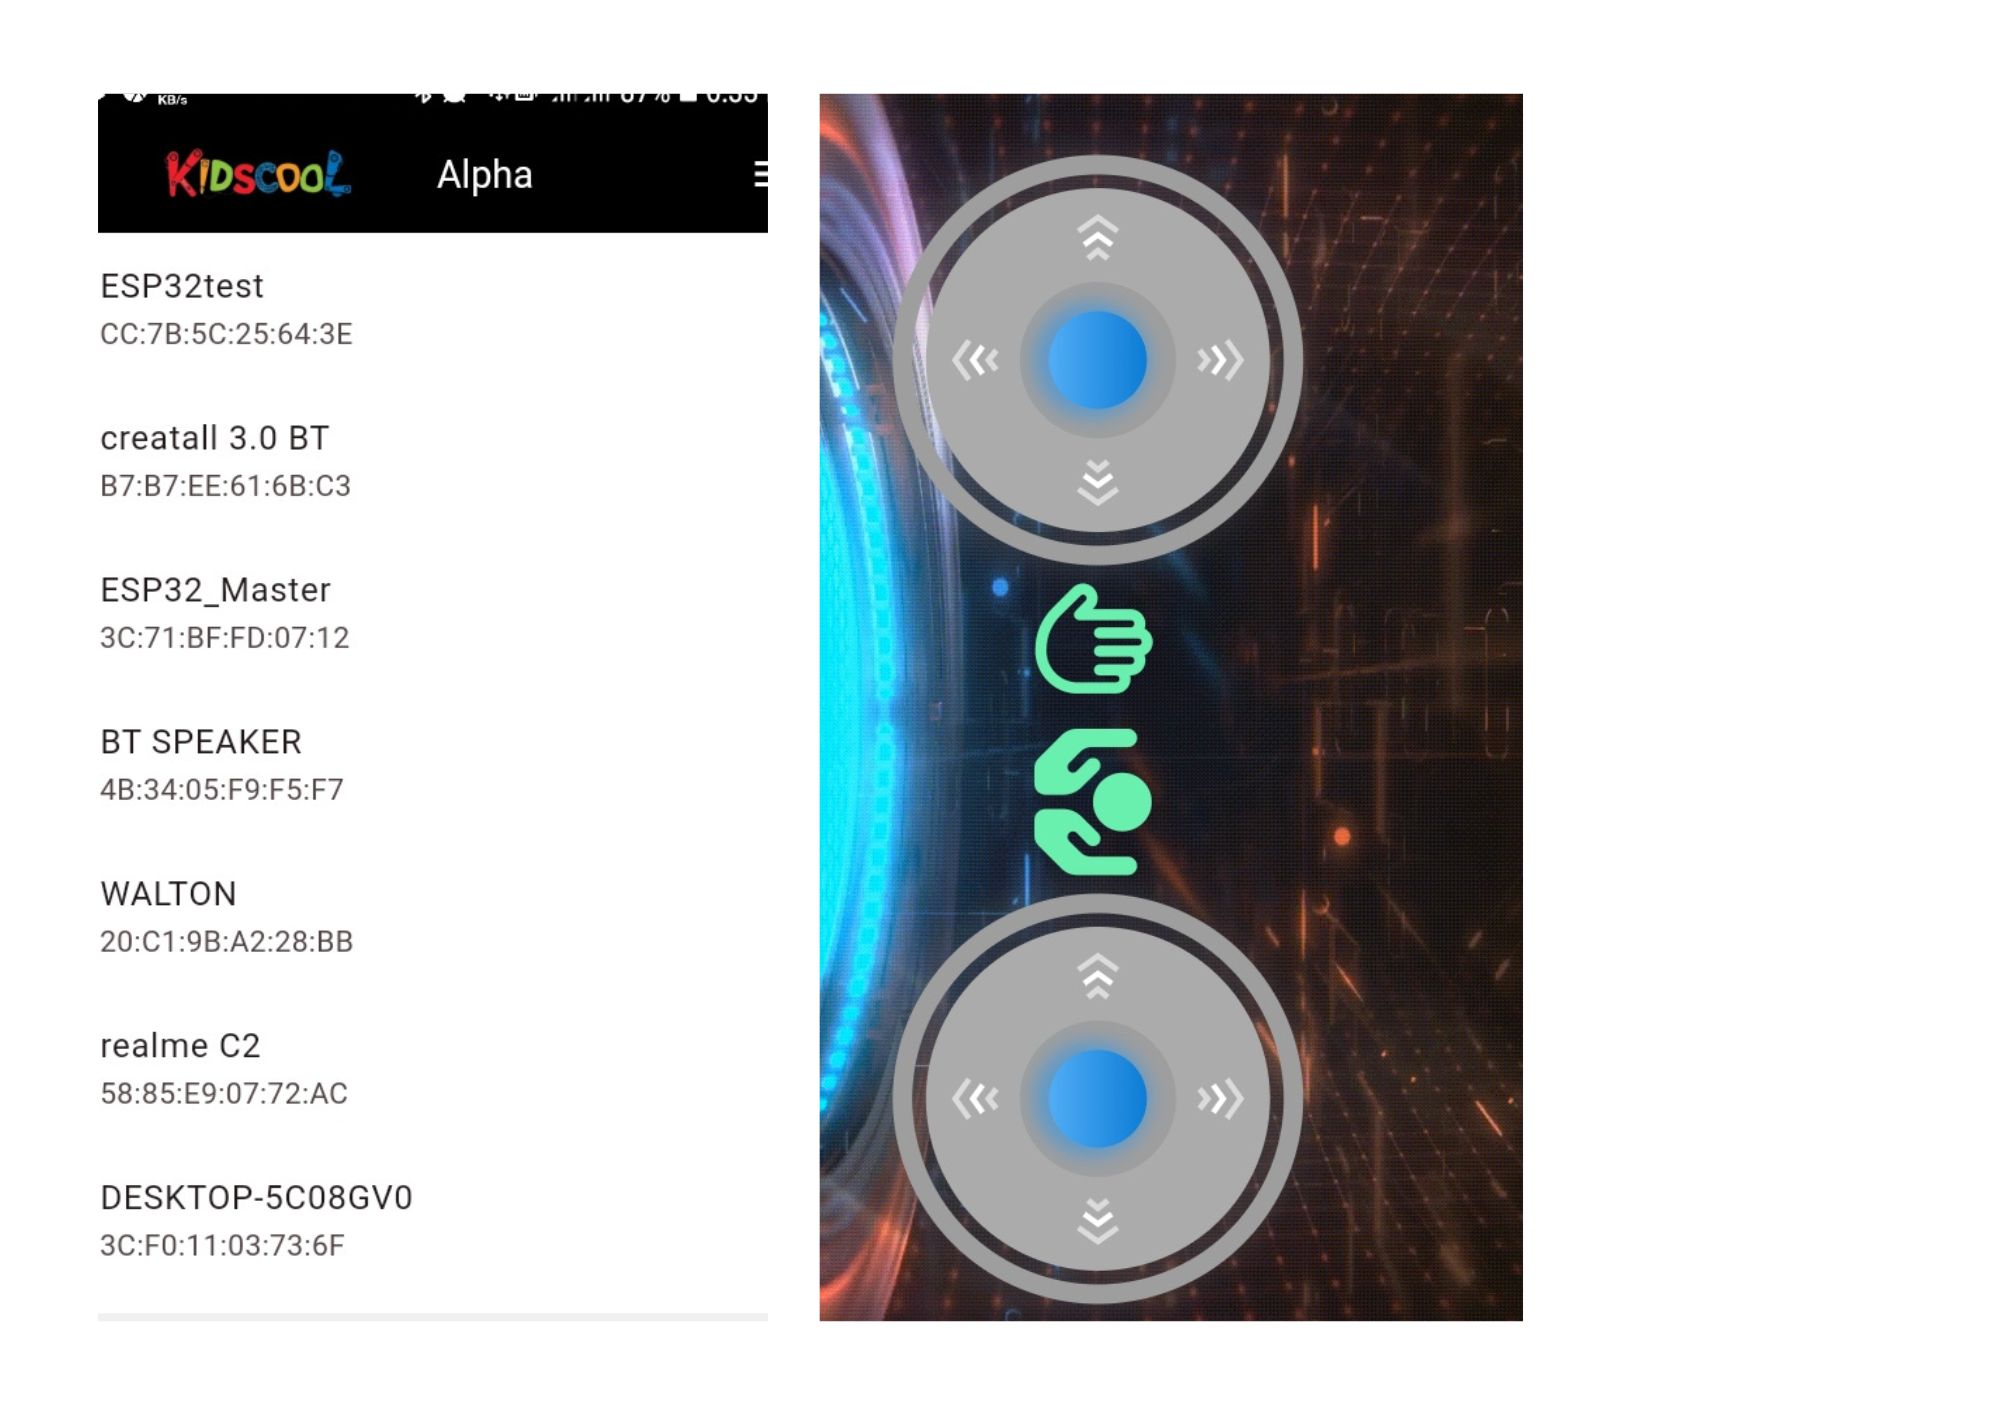 KB/s
KIDSCOOL
Alpha
ESP32test
CC:7B:5C:25:64:3E
creatall 3.0 BT
B7:B7:EE:61:6B:C3
ESP32_Master
3C:71:BF:FD:07:12
BT SPEAKER
4B:34:05:F9:F5:F7
WALTON
20:C1:9B:A2:28:BB
realme C2
58:85:E9:07:72:AC
DESKTOP-5C08GV0
3C:F0:11:03:73:6F